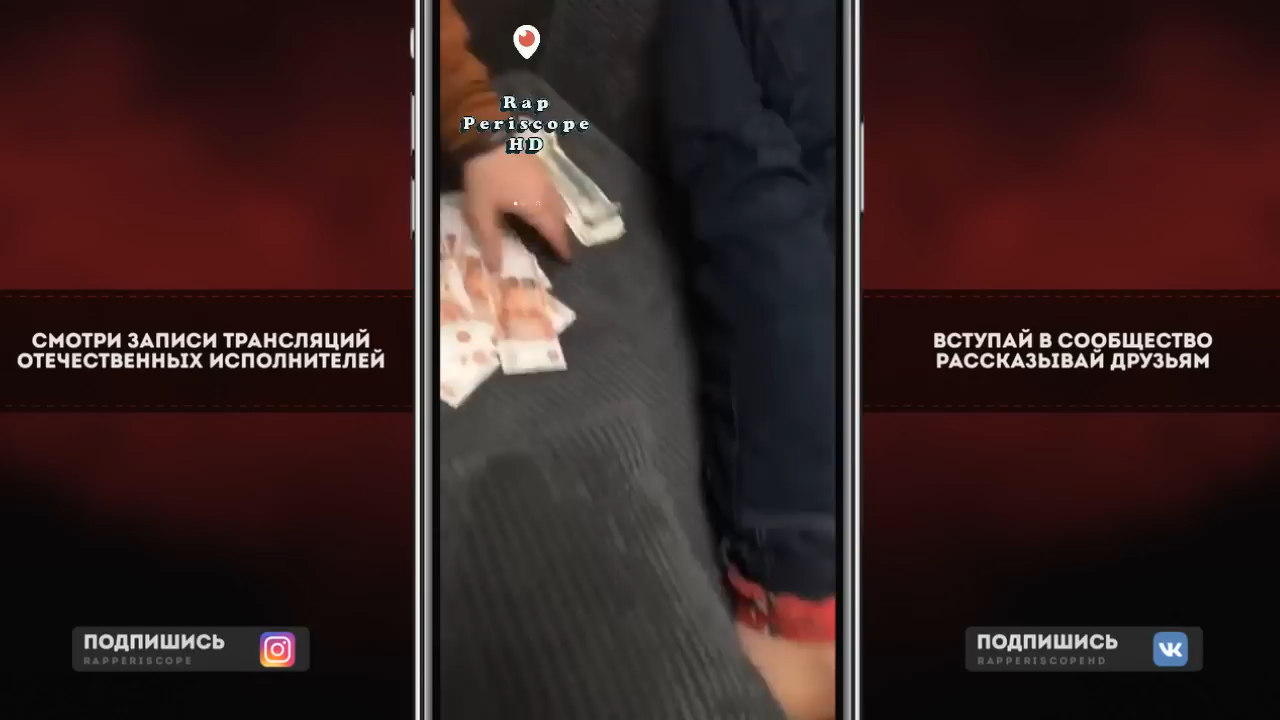 Rap
Periscope
HD
СМОТРИ ЗАПИСИ ТРАНСЛЯЦИЙ
ОТЕЧЕСТВЕННЫХ ИСПОЛНИТЕЛЕЙ
ВСТУПАЙ В СООБЩЕСТВО
РАССКАЗЫВАЙ ДРУЗЬЯМ
ПОДПИШИСЬ
RAPPERISCOPE
ПОДПИШИСЬ
RAPPERISCOPEHD